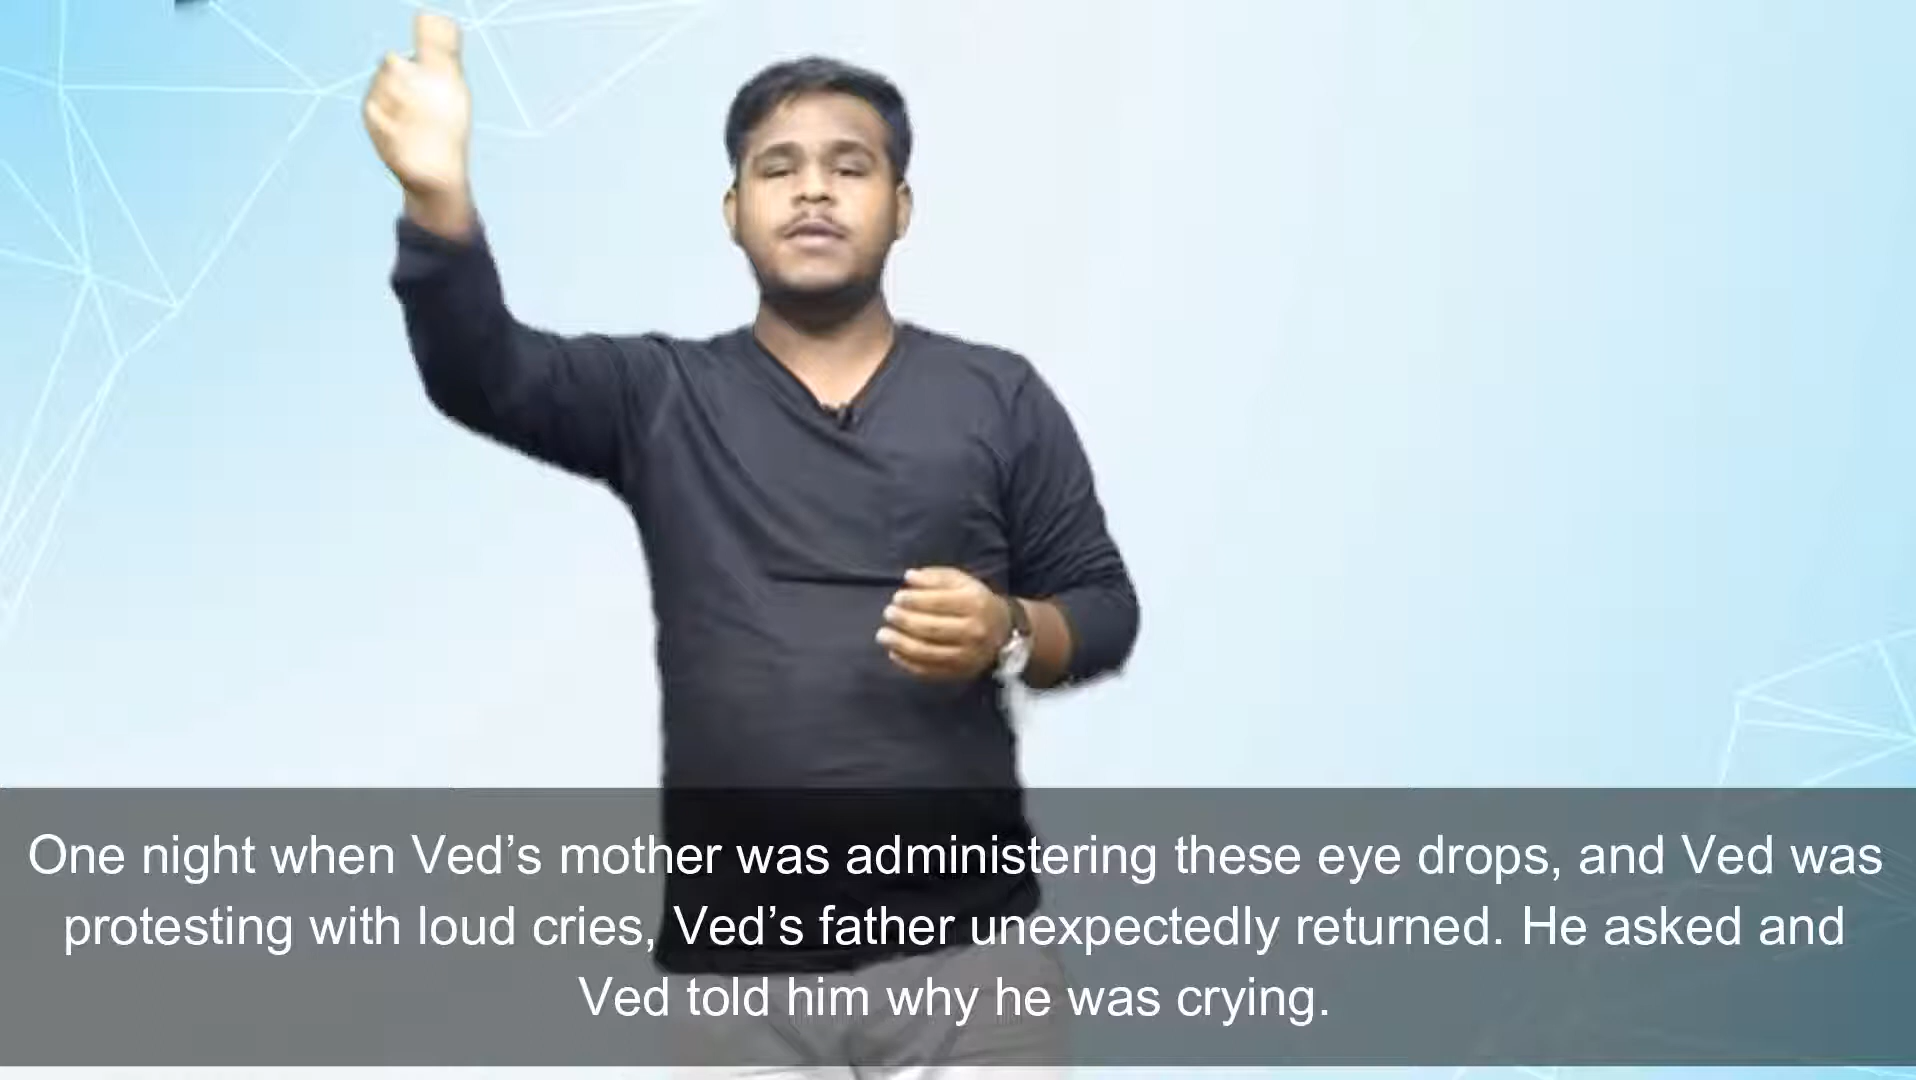 One night when Ved’s mother was administering these eye drops, and Ved was
protesting with loud cries, Ved’s father unexpectedly returned. He asked and
Ved told him why he was crying.